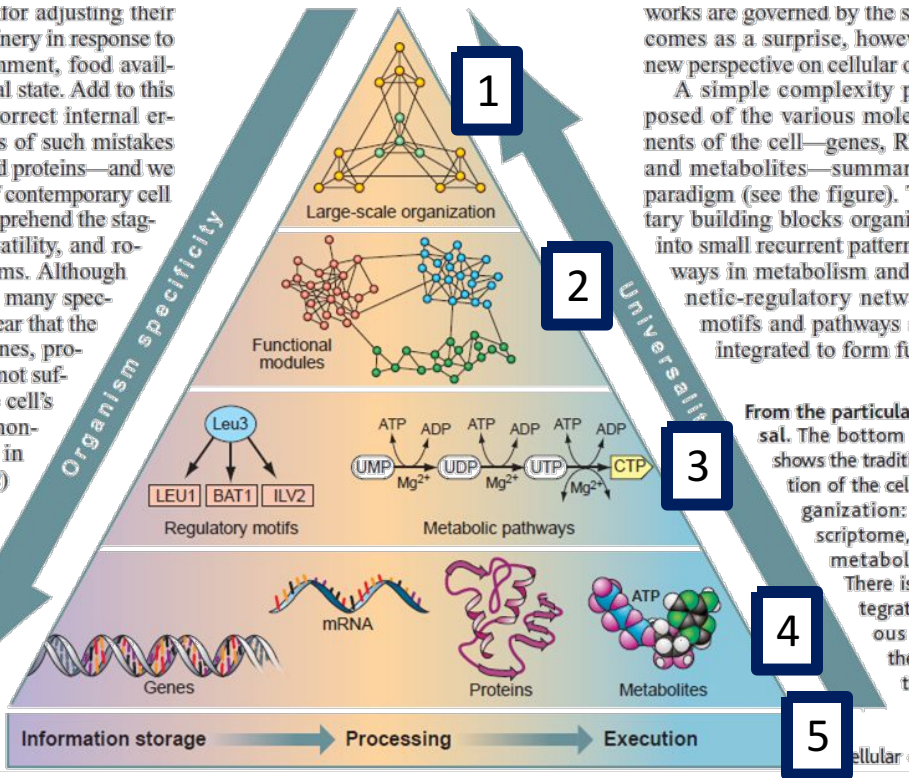 for adjusting their
nery in response to
nment, food avail-
al state. Add to this
orrect internal er-
s of such mistakes
d proteins—and we
contemporary cell
prehend the stag-
atility, and ro-
ms. Although
many spec-
ear that the
nes, pro-
not suf-
cell's
non-
in
works are governed by the s
comes as a surprise, howev
new perspective on cellular o
A simple complexity p
posed of the various mole
nents of the cell—genes, R
and metabolites—summar
paradigm (see the figure). T
tary building blocks organi
into small recurrent pattern
ways in metabolism and
netic-regulatory netwo
motifs and pathways
integrated to form fu
From the particula
sal. The bottom
shows the traditi
tion of the cel
ganization:
scriptome,
metabol
There is
tegrat
ous
the
t
ellular
Organism specificity
Universalit
1
Large-scale organization
2
Functional
modules
3
Leu3
LEU1 BAT1 ILV2
Regulatory motifs
ATP ADP ATP ADP ATP ADP
UMP UDP UTP CTP
Mg2+ Mg2+ Mg2+
Metabolic pathways
4
mRNA
ATP
Genes
Proteins
Metabolites
5
Information storage Processing Execution